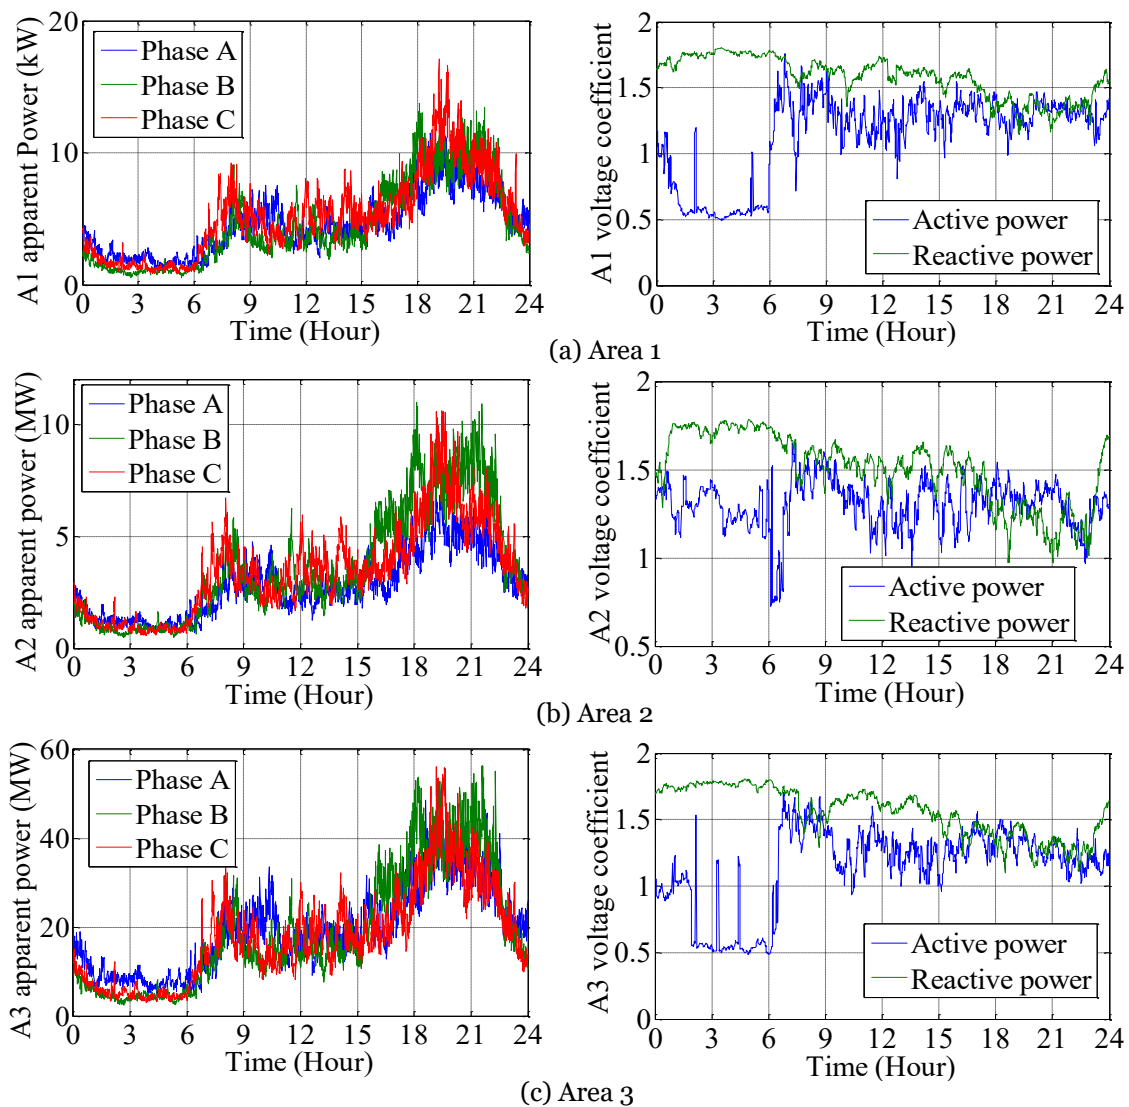 A1 apparent Power (kW)
20
10
0
Phase A
Phase B
Phase C
0 3 6 9 12 15 18 21 24
Time (Hour)
A1 voltage coefficient
2
1.5
1
0.5
0
Active power
Reactive power
0 3 6 9 12 15 18 21 24
Time (Hour)
(a) Area 1
A2 apparent power (MW)
10
5
0
Phase A
Phase B
Phase C
0 3 6 9 12 15 18 21 24
Time (Hour)
A2 voltage coefficient
2
1.5
1
0.5
Active power
Reactive power
0 3 6 9 12 15 18 21 24
Time (Hour)
(b) Area 2
A3 apparent power (MW)
60
40
20
0
Phase A
Phase B
Phase C
0 3 6 9 12 15 18 21 24
Time (Hour)
A3 voltage coefficient
2
1.5
1
0.5
0
Active power
Reactive power
0 3 6 9 12 15 18 21 24
Time (Hour)
(c) Area 3